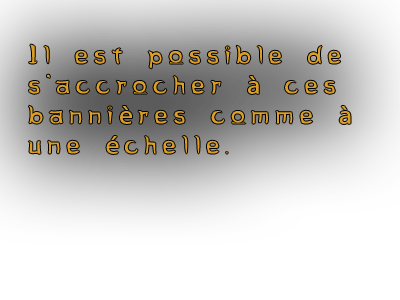 Il est possible de
s'accrocher à ces
bannières comme à
une échelle.